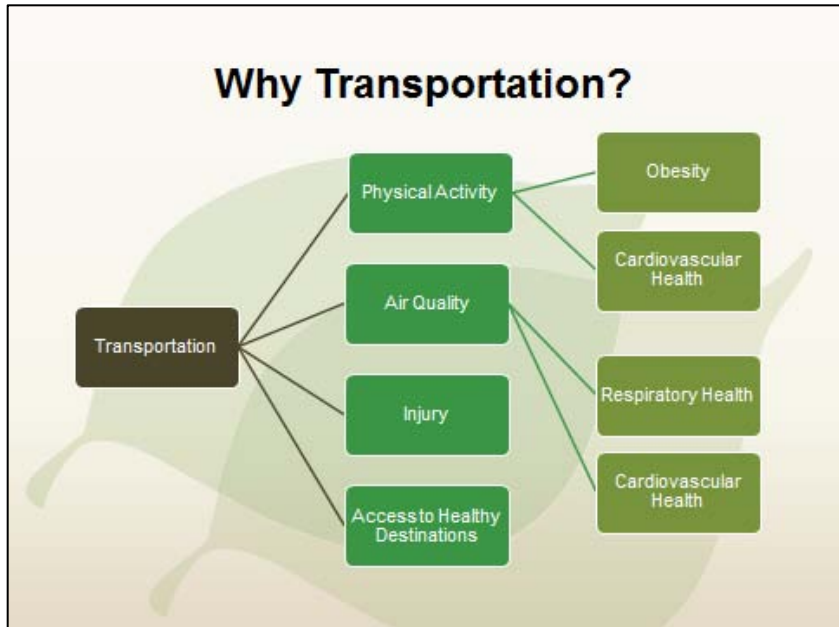 Why Transportation?
Transportation
Physical Activity
Air Quality
Injury
Access to Healthy
Destinations
Obesity
Cardiovascular
Health
Respiratory Health
Cardiovascular
Health